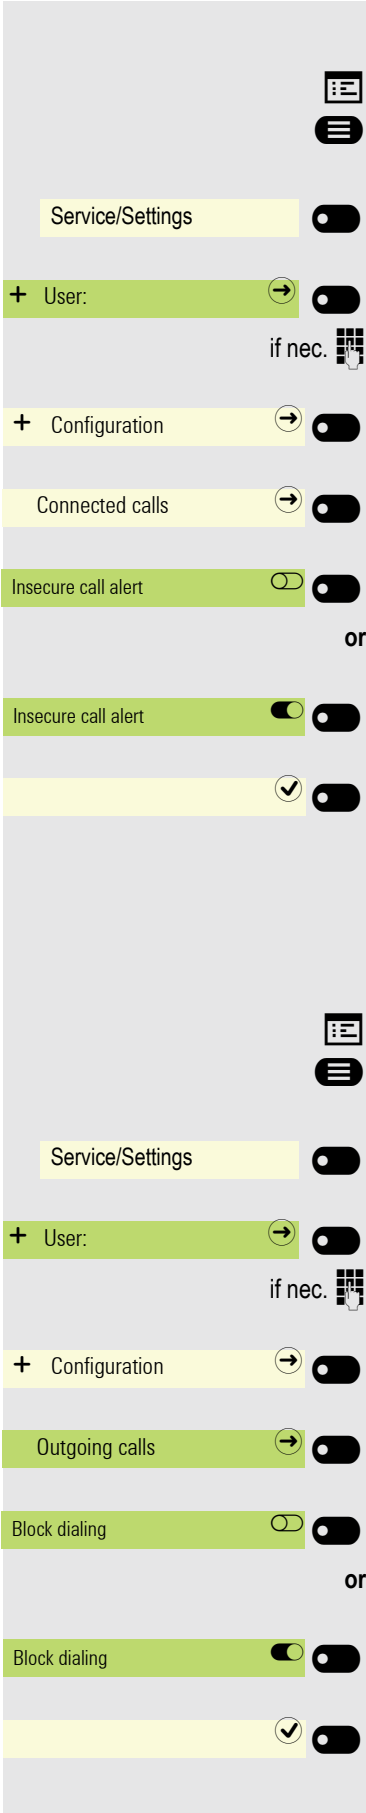 Service/Settings
+ User:
if nec.
+ Configuration
Connected calls
Insecure call alert
or
Insecure call alert
Service/Settings
+ User:
if nec.
+ Configuration
Outgoing calls
Block dialing
or
Block dialing